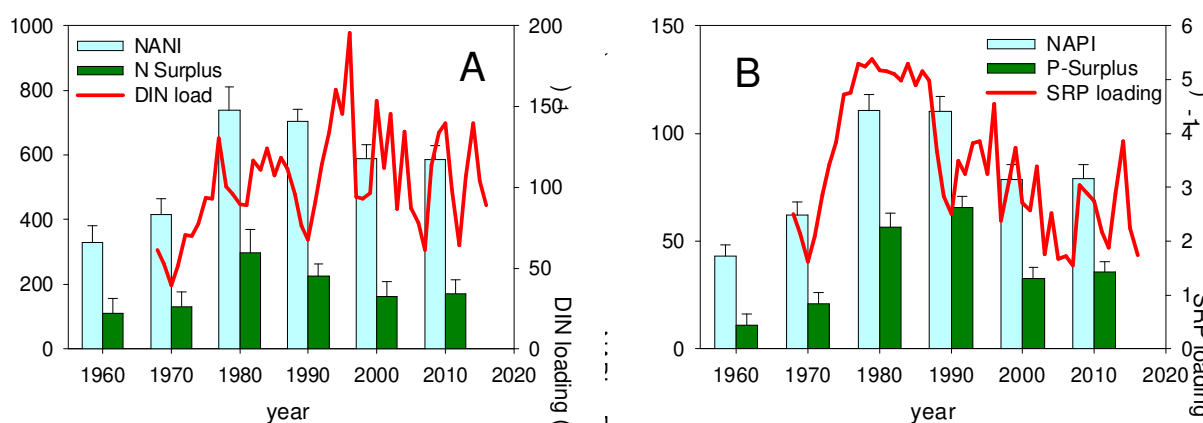 1000
800
600
400
200
0
NANI
N Surplus
DIN load
A
200
150
100
50
0
DIN loading (
1960 1970 1980 1990 2000 2010 2020
year
150
100
50
0
B
NAPI
P-Surplus
SRP loading
6
5
4
3
2
1
0
-1
SRP loading
1960 1970 1980 1990 2000 2010 2020
year